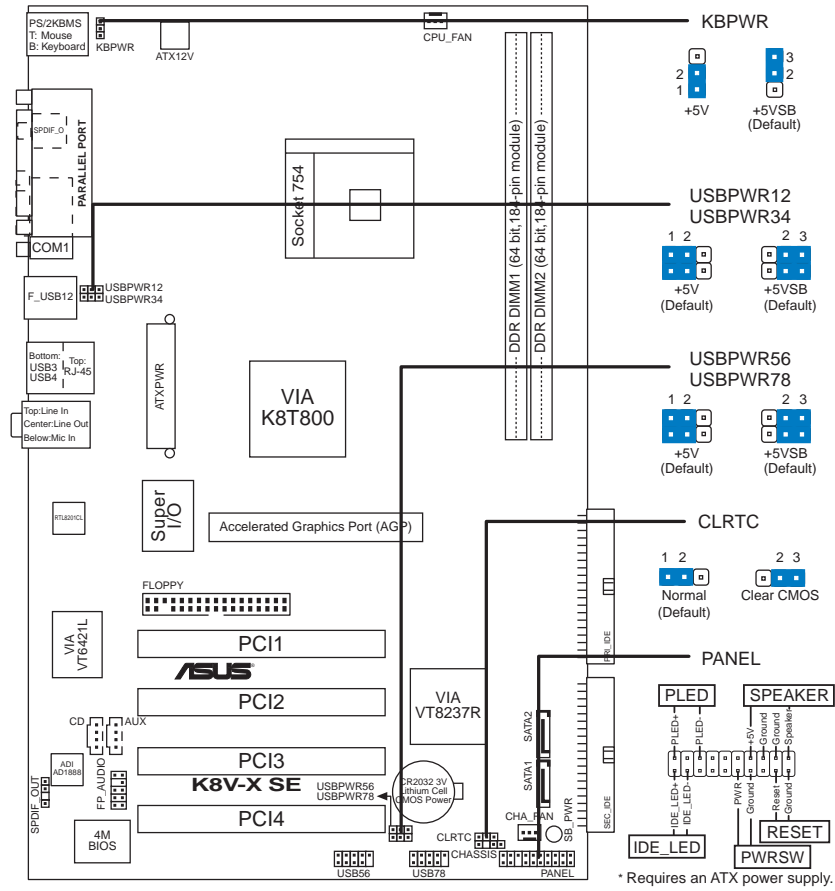 PS/2KBMS
T: Mouse
B: Keyboard
KBPWR
ATX12V
CPU_FAN
KBPWR
3
2
2
1
+5V
+5VSB
(Default)
SPDIF_O
PARALLEL PORT
COM1
Socket 754
DDR DIMM1 (64 bit,184-pin module)
DDR DIMM2 (64 bit,184-pin module)
USBPWR12
USBPWR34
1 2
2 3
+5V
(Default)
+5VSB
(Default)
F_USB12
USBPWR12
USBPWR34
Bottom:
USB3
USB4
Top:
RJ-45
ATXPWR
VIA
K8T800
USBPWR56
USBPWR78
1 2
2 3
+5V
(Default)
+5VSB
(Default)
Top:Line In
Center:Line Out
Below:Mic In
RTL8201CL
Super
I/O
Accelerated Graphics Port (AGP)
CLRTC
1 2
2 3
Normal
(Default)
Clear CMOS
FLOPPY
PRI_IDE
VIA
VT6421L
PCI1
ASUS
PCI2
VIA
VT8237R
PANEL
PLED
SPEAKER
PLED+
PLED-
+5V
Ground
Ground
Speaker
IDE_LED+
IDE_LED-
PWR
Ground
Reset
Ground
IDE_LED
RESET
PWRSW
* Requires an ATX power supply.
CD
AUX
SATA2
SATA1
PCI3
K8V-X SE
USBPWR56
USBPWR78
CR2032 3V
Lithium Cell
CMOS Power
ADI
AD1888
FP_AUDIO
SPDIF_OUT
PCI4
4M
BIOS
CHA_FAN
SB_PWR
SEC_IDE
CLRTC
CHASSIS
USB56
USB78
PANEL